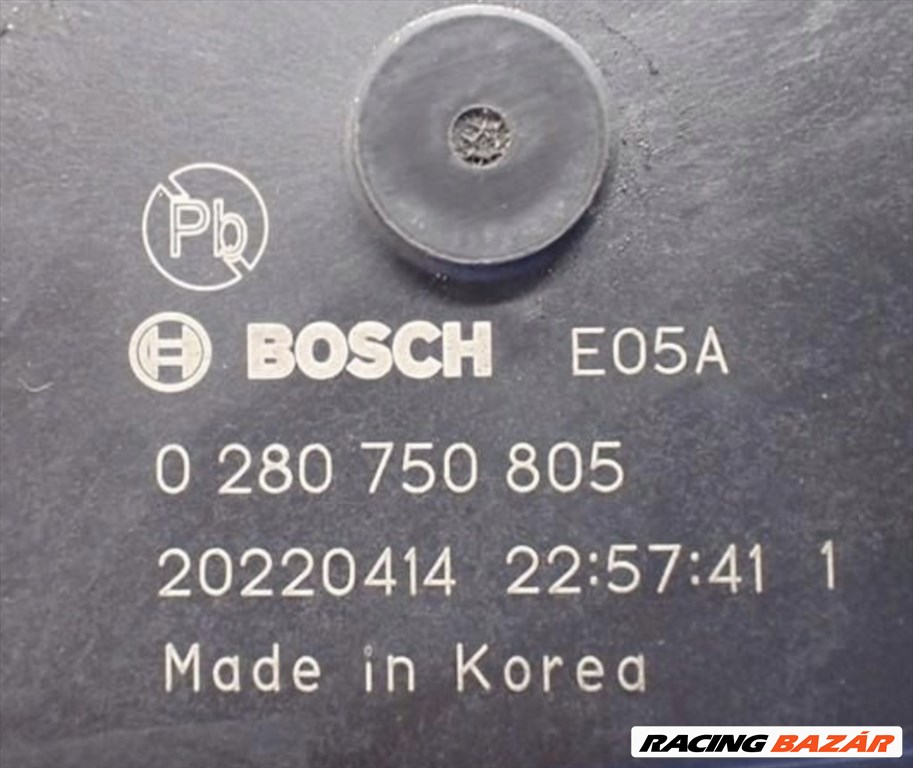 Pb
BOSCH E05A
0 280 750 805
20220414 22:57:41 1
Made in Korea
RACING BAZÁR